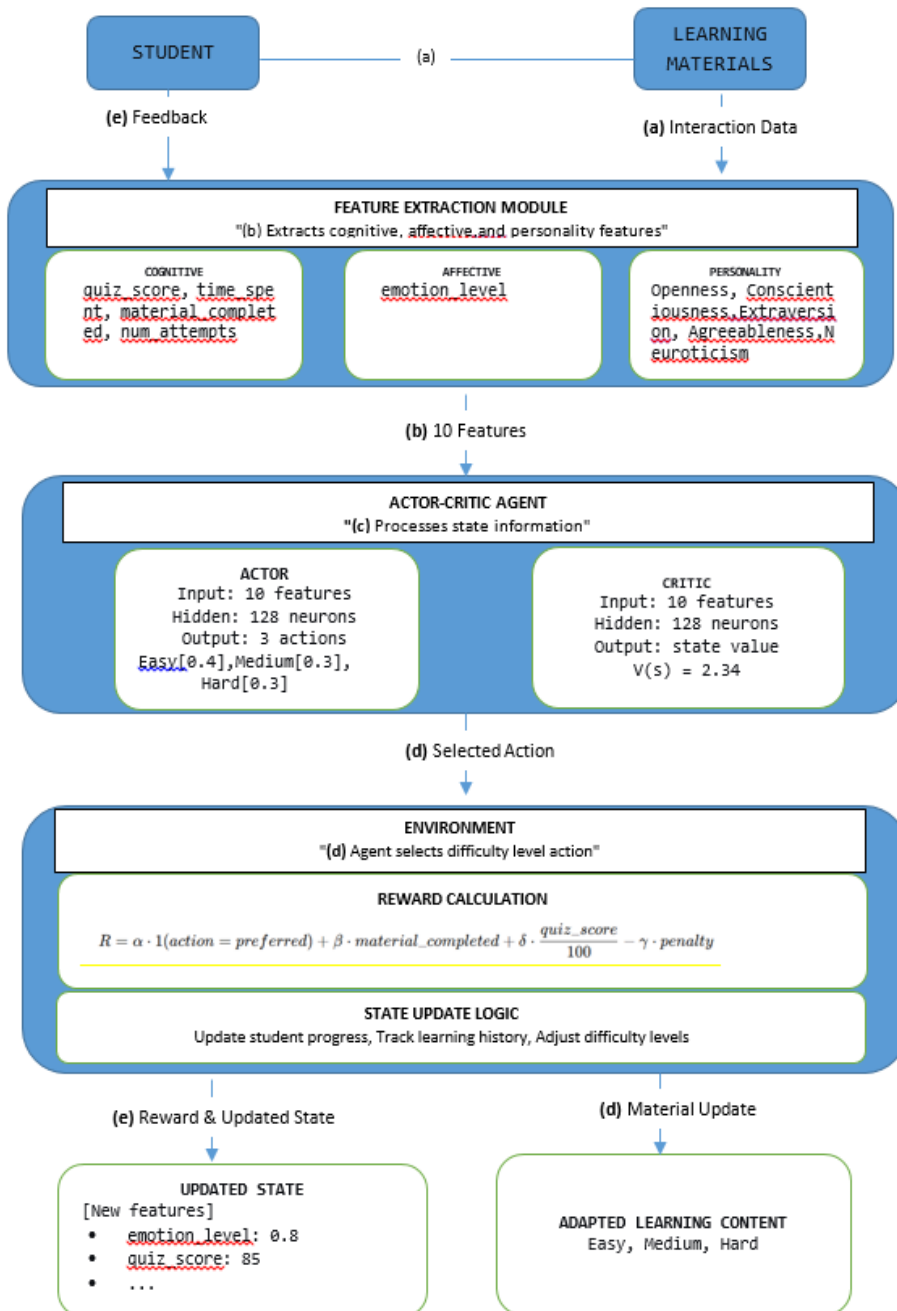 STUDENT
(a)
LEARNING
MATERIALS
(e) Feedback
(a) Interaction Data
FEATURE EXTRACTION MODULE
"(b) Extracts cognitive, affective,and personality features"
COGNITIVE
quiz_score, time_spe
nt, material_complet
ed, num_attempts
AFFECTIVE
emotion_level
PERSONALITY
Openness, Conscient
iousness,Extraversi
on, Agreeableness,N
euroticism
(b) 10 Features
ACTOR-CRITIC AGENT
"(c) Processes state information"
ACTOR
Input: 10 features
Hidden: 128 neurons
Output: 3 actions
Easy[0.4],Medium[0.3],
Hard[0.3]
CRITIC
Input: 10 features
Hidden: 128 neurons
Output: state value
V(s) = 2.34
(d) Selected Action
ENVIRONMENT
"(d) Agent selects difficulty level action"
REWARD CALCULATION
R = α · 1(action = preferred) + β · material_completed + δ · quiz_score/100 − γ · penalty
STATE UPDATE LOGIC
Update student progress, Track learning history, Adjust difficulty levels
(e) Reward & Updated State
(d) Material Update
UPDATED STATE
[New features]
• emotion_level: 0.8
• quiz_score: 85
• ...
ADAPTED LEARNING CONTENT
Easy, Medium, Hard